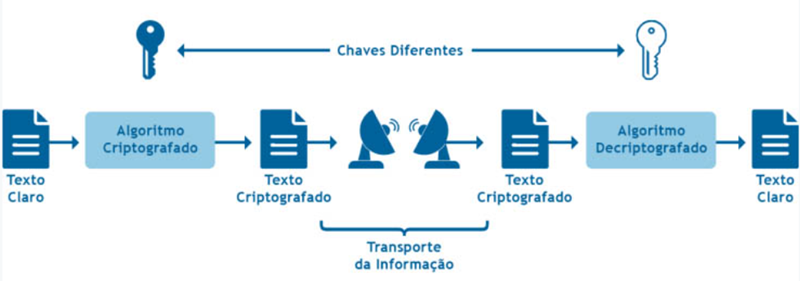 Chaves Diferentes
Algoritmo
Criptografado
Algoritmo
Decriptografado
Texto
Claro
Texto
Criptografado
Texto
Criptografado
Texto
Claro
Transporte
da Informação